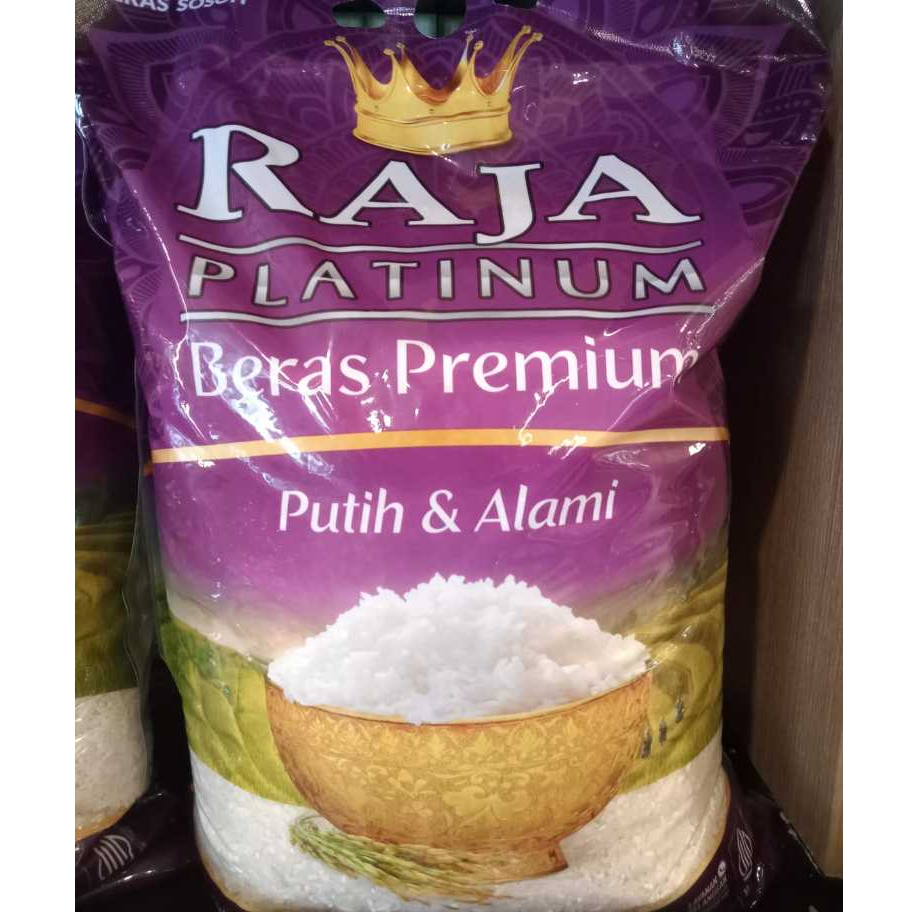 RAJA
PLATINUM
Beras Premium
Putih & Alami